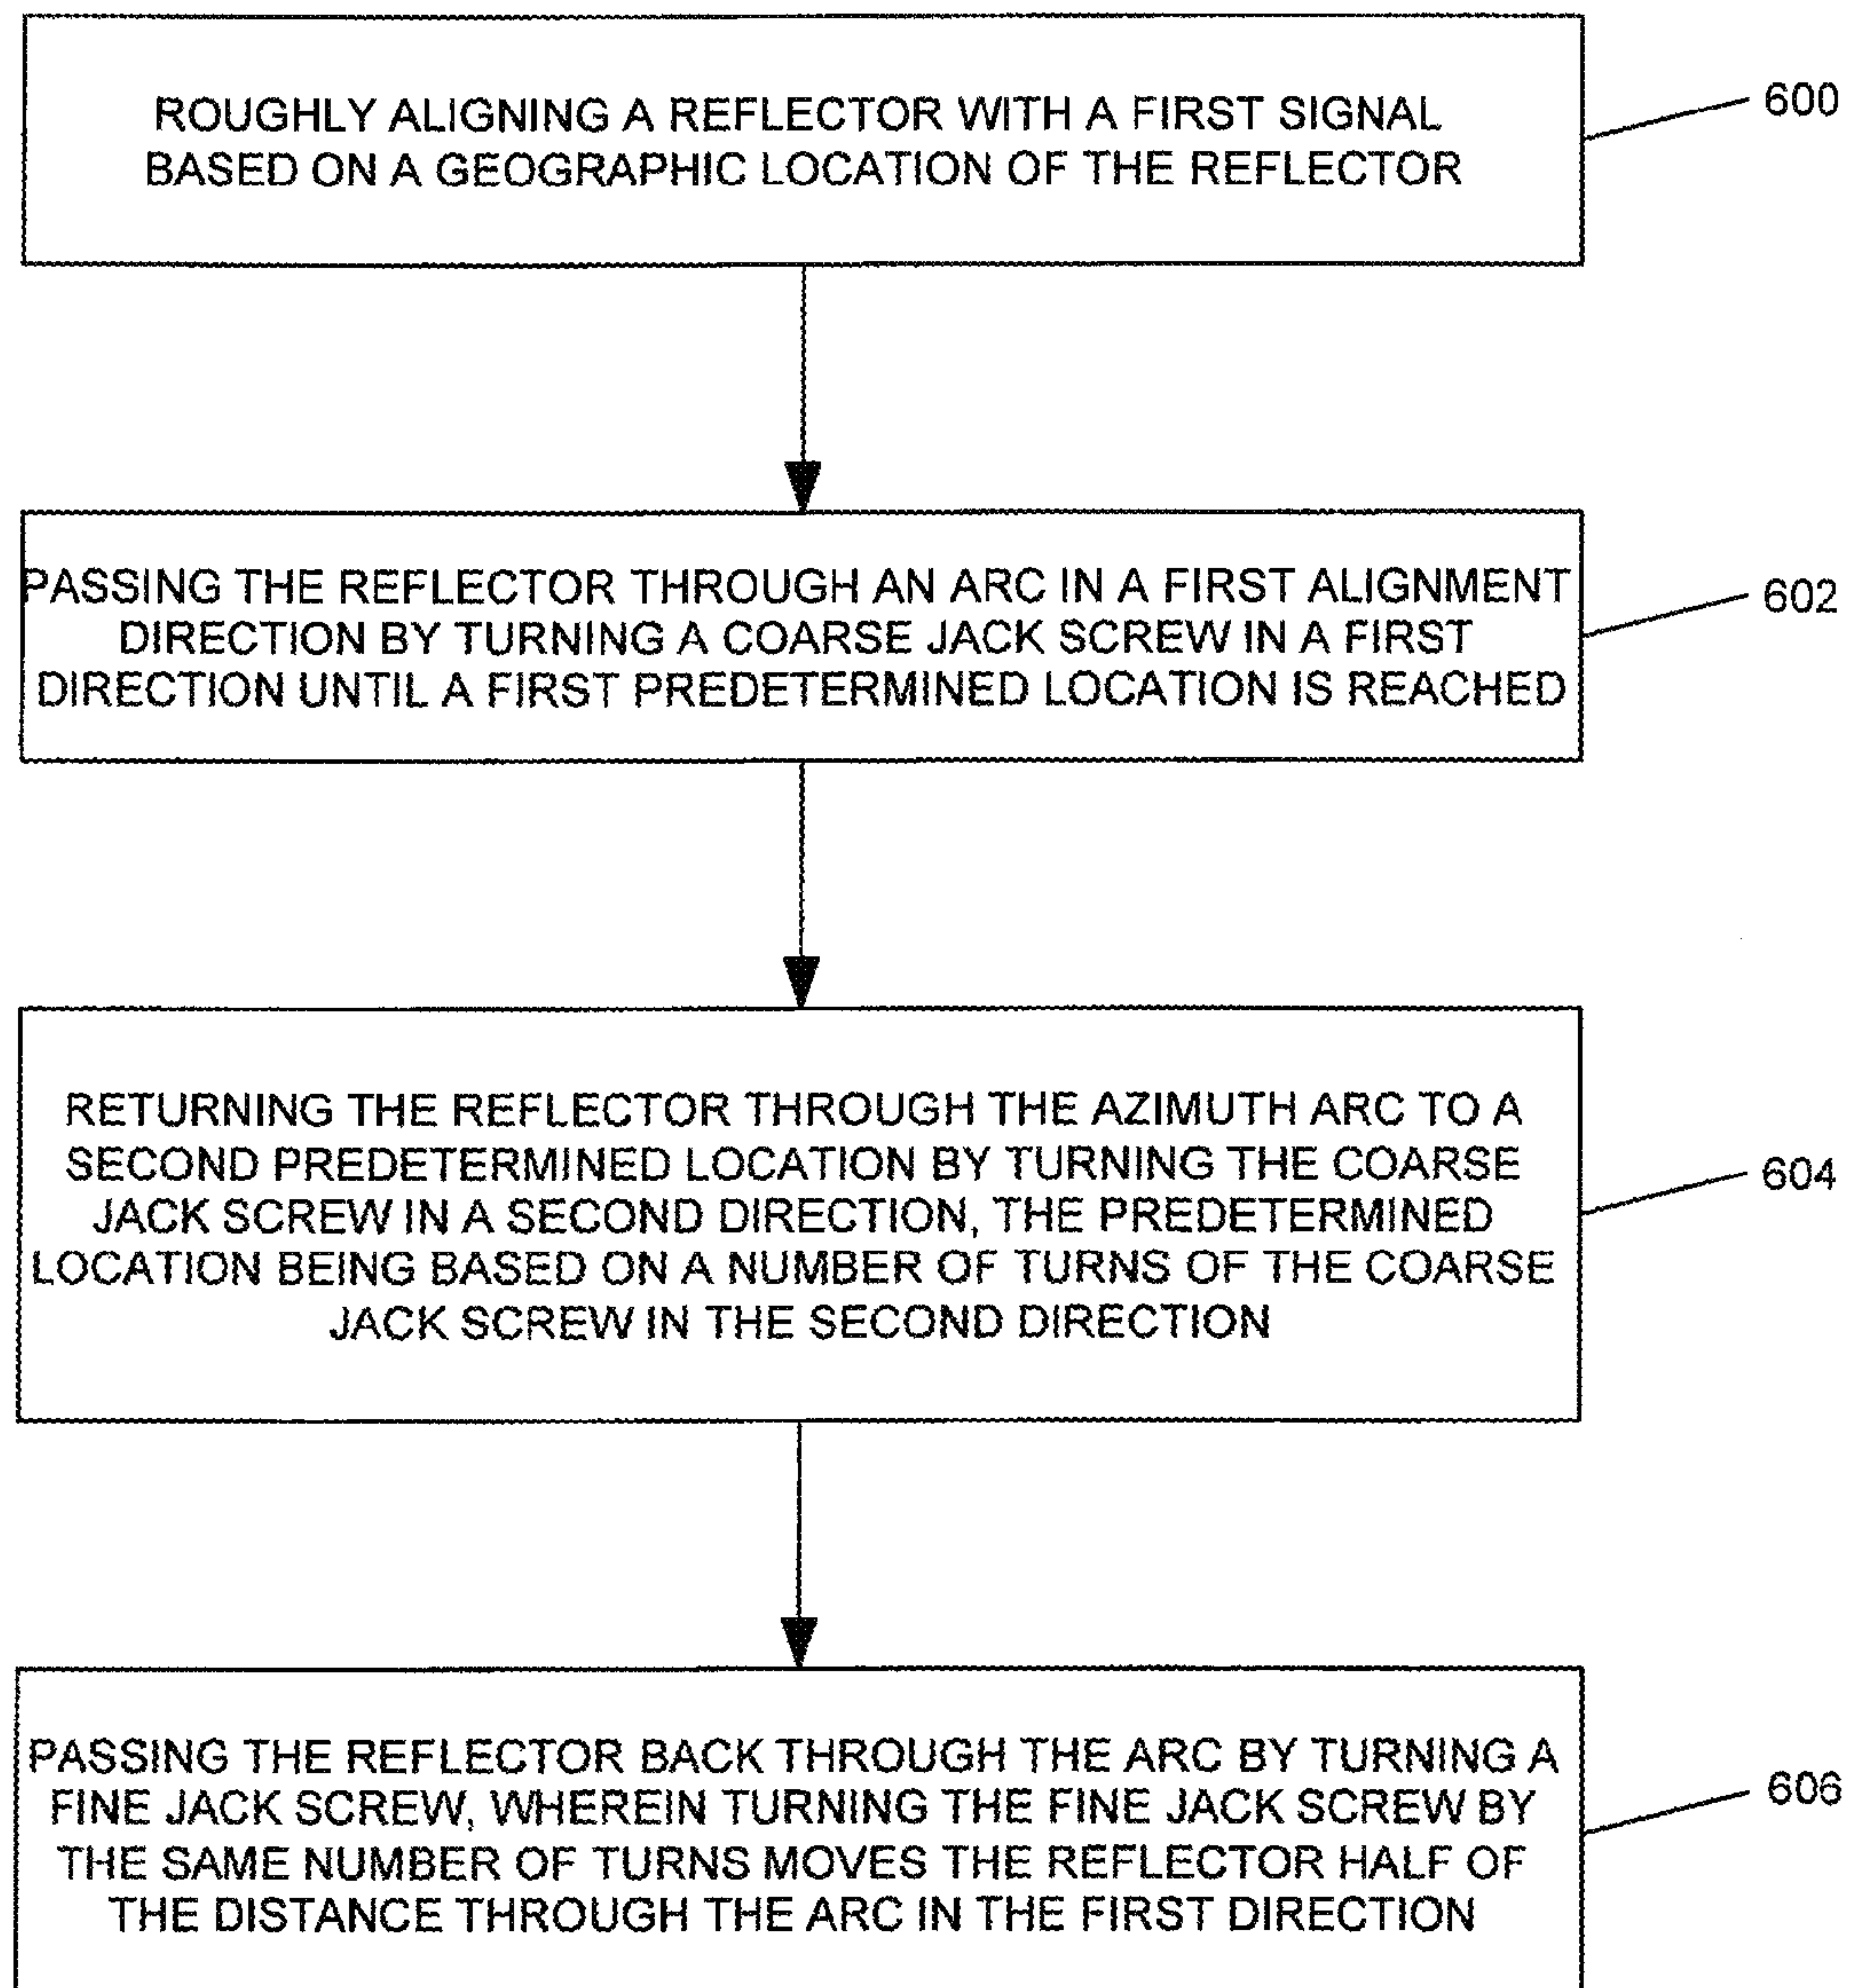 ROUGHLY ALIGNING A REFLECTOR WITH A FIRST SIGNAL
BASED ON A GEOGRAPHIC LOCATION OF THE REFLECTOR
600
PASSING THE REFLECTOR THROUGH AN ARC IN A FIRST ALIGNMENT
DIRECTION BY TURNING A COARSE JACK SCREW IN A FIRST
DIRECTION UNTIL A FIRST PREDETERMINED LOCATION IS REACHED
602
RETURNING THE REFLECTOR THROUGH THE AZIMUTH ARC TO A
SECOND PREDETERMINED LOCATION BY TURNING THE COARSE
JACK SCREW IN A SECOND DIRECTION, THE PREDETERMINED
LOCATION BEING BASED ON A NUMBER OF TURNS OF THE COARSE
JACK SCREW IN THE SECOND DIRECTION
604
PASSING THE REFLECTOR BACK THROUGH THE ARC BY TURNING A
FINE JACK SCREW, WHEREIN TURNING THE FINE JACK SCREW BY
THE SAME NUMBER OF TURNS MOVES THE REFLECTOR HALF OF
THE DISTANCE THROUGH THE ARC IN THE FIRST DIRECTION
606